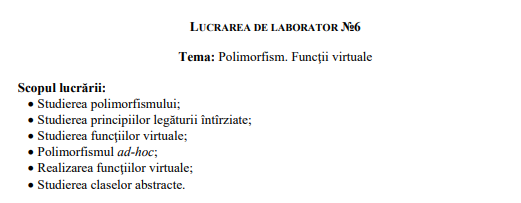 LUCRAREA DE LABORATOR №6
Tema: Polimorfism. Funcţii virtuale
Scopul lucrării:
• Studierea polimorfismului;
• Studierea principiilor legăturii întîrziate;
• Studierea funcţiilor virtuale;
• Polimorfismul ad-hoc;
• Realizarea funcţiilor virtuale;
• Studierea claselor abstracte.